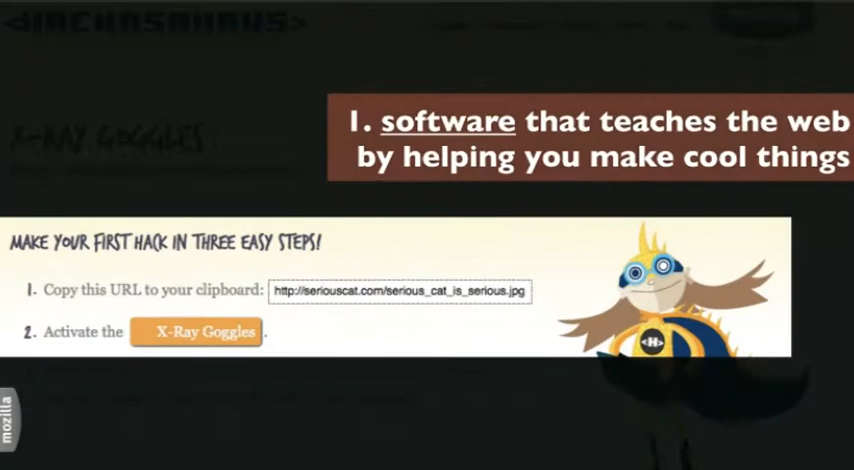 <HACKASAURUS>
X-RAY GOGGLES
1. software that teaches the web
by helping you make cool things
MAKE YOUR FIRST HACK IN THREE EASY STEPS!
1. Copy this URL to your clipboard: http://seriouscat.com/serious_cat_is_serious.jpg
2. Activate the X-Ray Goggles .
<H>
mozilla